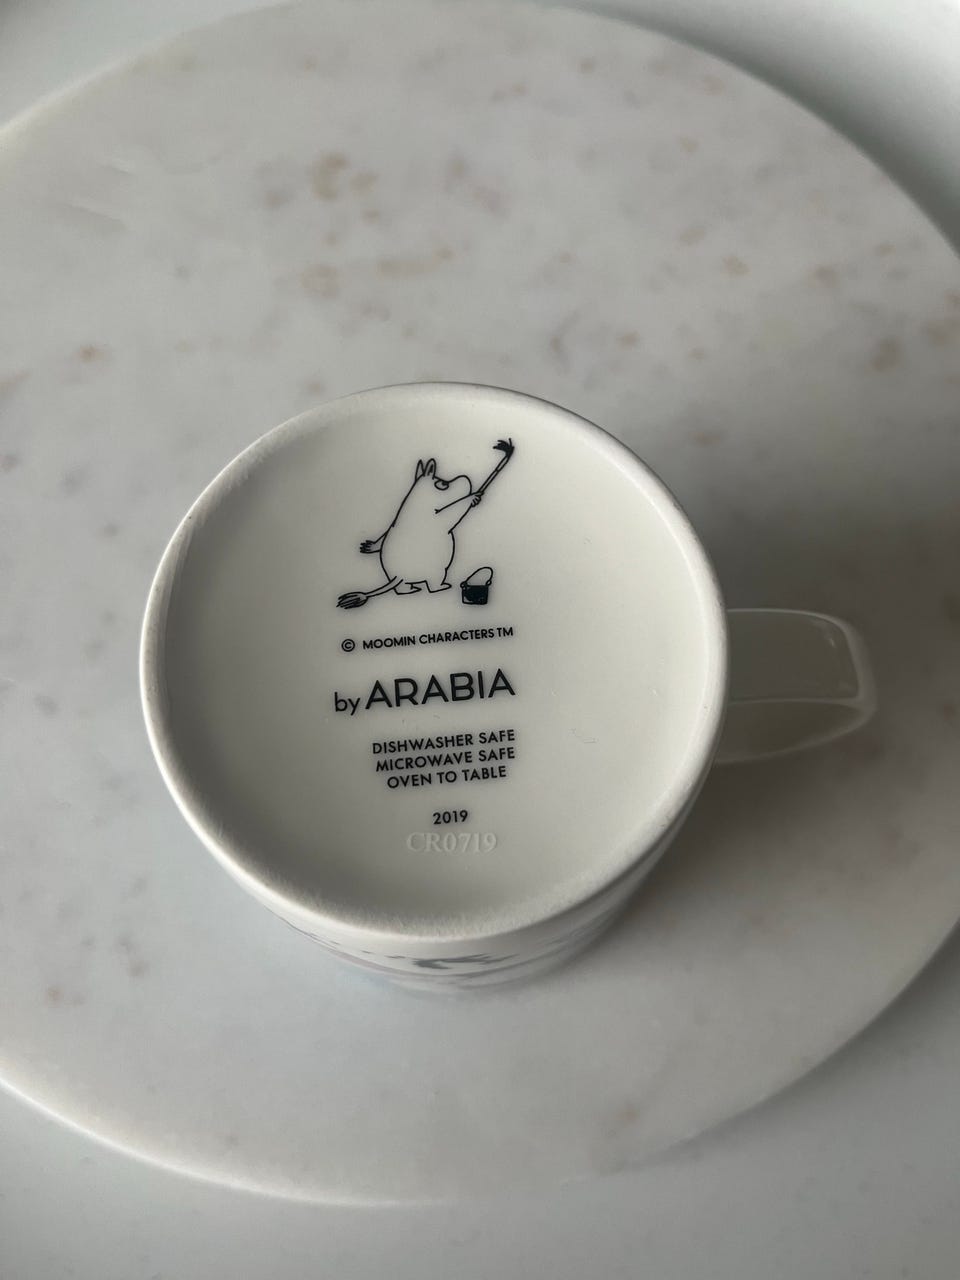 © MOOMIN CHARACTERS TM
by ARABIA
DISHWASHER SAFE
MICROWAVE SAFE
OVEN TO TABLE
2019
CR0719